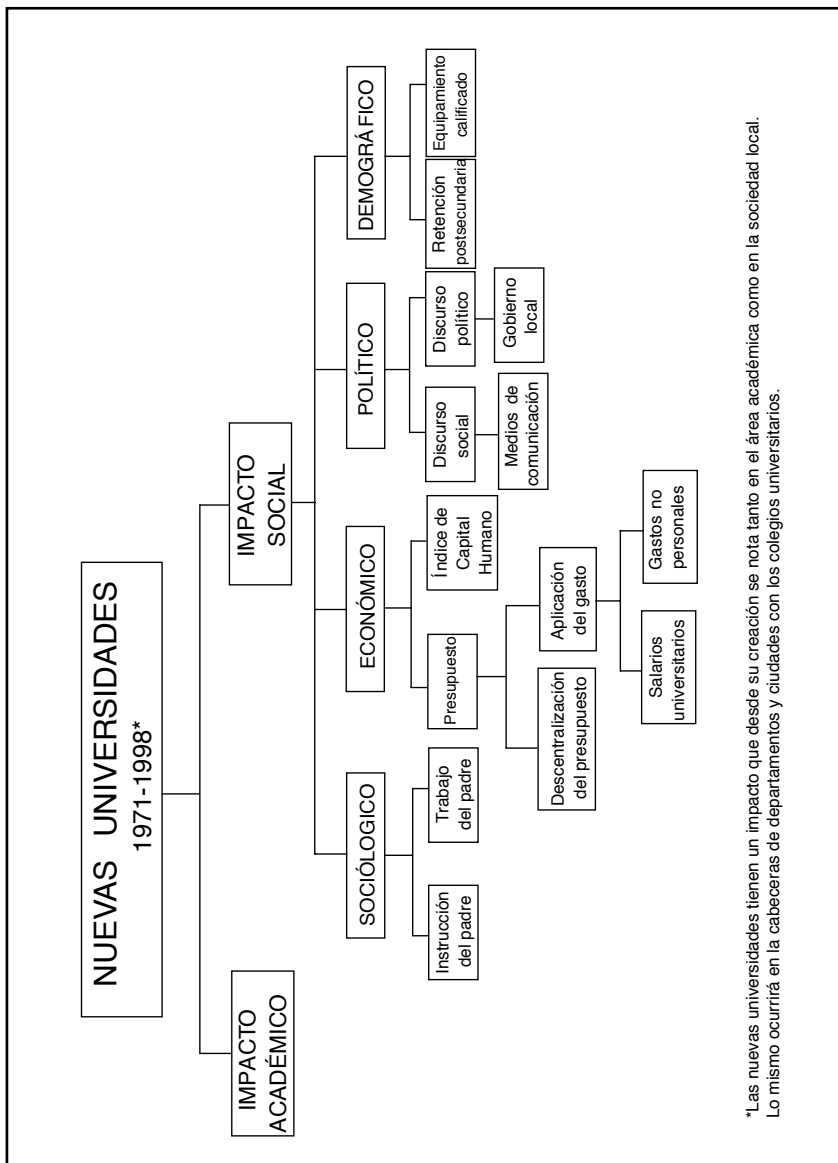 NUEVAS UNIVERSIDADES
1971-1998*
IMPACTO
ACADÉMICO
IMPACTO
SOCIAL
SOCIÓLOGICO
ECONÓMICO
POLÍTICO
DEMOGRÁFICO
Instrucción
del padre
Trabajo
del padre
Presupuesto
Índice de
Capital
Humano
Discurso
social
Discurso
político
Retención
postsecundaria
Equipamiento
calificado
Descentralización
del presupuesto
Aplicación
del gasto
Medios de
comunicación
Gobierno
local
Salarios
universitarios
Gastos no
personales
*Las nuevas universidades tienen un impacto que desde su creación se nota tanto en el área académica como en la sociedad local.
Lo mismo ocurrirá en la cabeceras de departamentos y ciudades con los colegios universitarios.